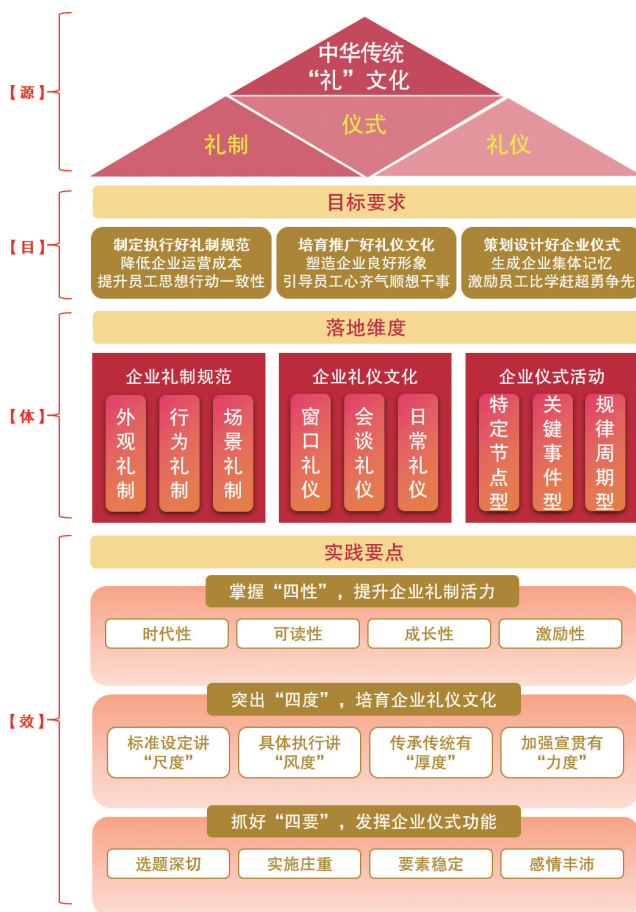 【源】
中华传统
“礼”文化
礼制
仪式
礼仪
【目】
目标要求
制定执行好礼制规范
降低企业运营成本
提升员工思想行动一致性
培育推广好礼仪文化
塑造企业良好形象
引导员工心齐气顺想干事
策划设计好企业仪式
生成企业集体记忆
激励员工比学赶超勇争先
【体】
落地维度
企业礼制规范
外观礼制
行为礼制
场景礼制
企业礼仪文化
窗口礼仪
会谈礼仪
日常礼仪
企业仪式活动
特定节点型
关键事件型
规律周期型
【效】
实践要点
掌握“四性”，提升企业礼制活力
时代性
可读性
成长性
激励性
突出“四度”，培育企业礼仪文化
标准设定讲
“尺度”
具体执行讲
“风度”
传承传统有
“厚度”
加强宣贯有
“力度”
抓好“四要”，发挥企业仪式功能
选题深切
实施庄重
要素稳定
感情丰沛